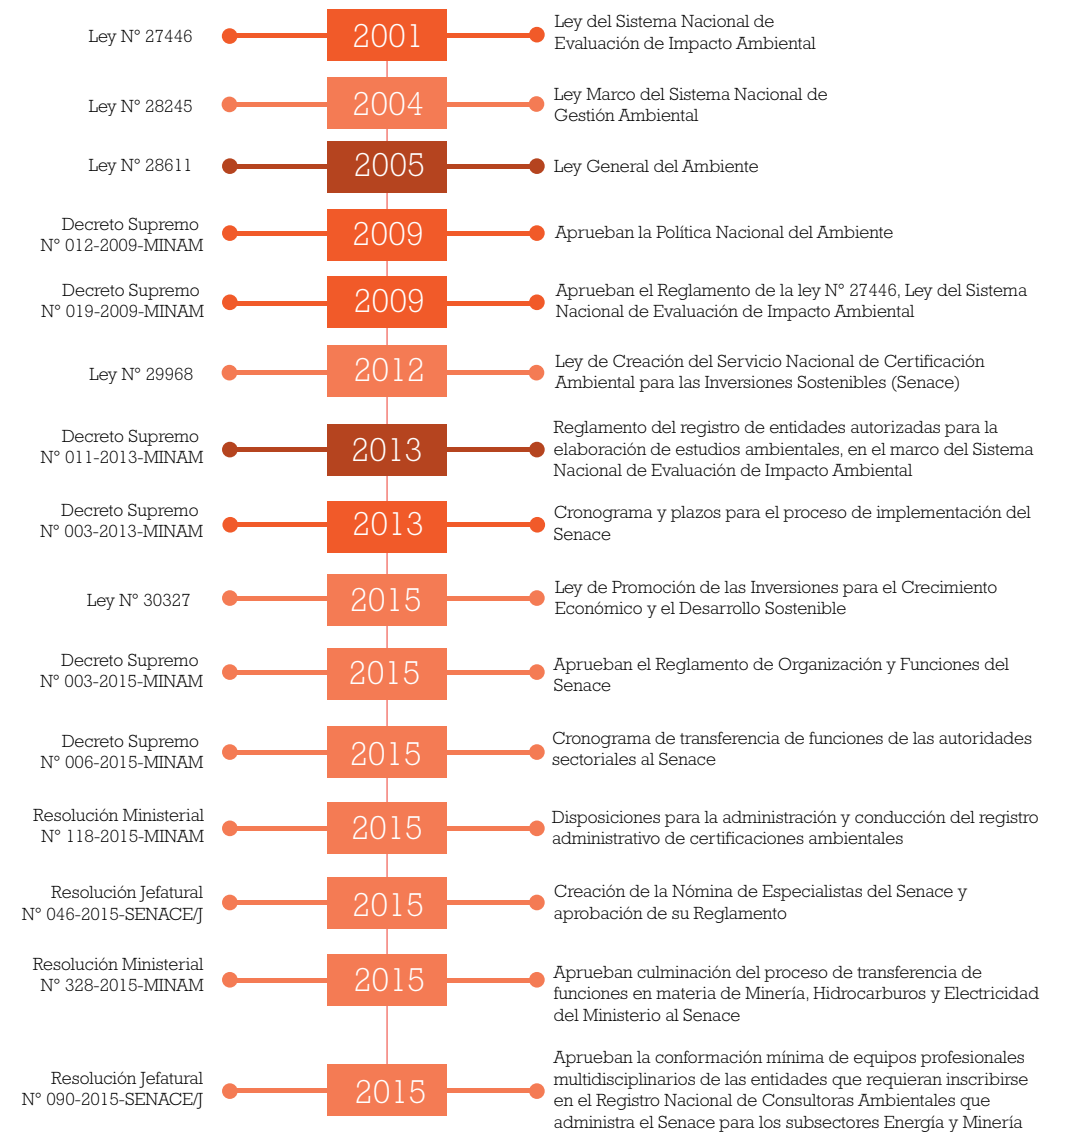 Ley N° 27446
2001
Ley del Sistema Nacional de
Evaluación de Impacto Ambiental
Ley N° 28245
2004
Ley Marco del Sistema Nacional de
Gestión Ambiental
Ley N° 28611
2005
Ley General del Ambiente
Decreto Supremo
N° 012-2009-MINAM
2009
Aprueban la Política Nacional del Ambiente
Decreto Supremo
N° 019-2009-MINAM
2009
Aprueban el Reglamento de la ley N° 27446, Ley del Sistema
Nacional de Evaluación de Impacto Ambiental
Ley N° 29968
2012
Ley de Creación del Servicio Nacional de Certificación
Ambiental para las Inversiones Sostenibles (Senace)
Decreto Supremo
N° 011-2013-MINAM
2013
Reglamento del registro de entidades autorizadas para la
elaboración de estudios ambientales, en el marco del Sistema
Nacional de Evaluación de Impacto Ambiental
Decreto Supremo
N° 003-2013-MINAM
2013
Cronograma y plazos para el proceso de implementación del
Senace
Ley N° 30327
2015
Ley de Promoción de las Inversiones para el Crecimiento
Económico y el Desarrollo Sostenible
Decreto Supremo
N° 003-2015-MINAM
2015
Aprueban el Reglamento de Organización y Funciones del
Senace
Decreto Supremo
N° 006-2015-MINAM
2015
Cronograma de transferencia de funciones de las autoridades
sectoriales al Senace
Resolución Ministerial
N° 118-2015-MINAM
2015
Disposiciones para la administración y conducción del registro
administrativo de certificaciones ambientales
Resolución Jefatural
N° 046-2015-SENACE/J
2015
Creación de la Nómina de Especialistas del Senace y
aprobación de su Reglamento
Resolución Ministerial
N° 328-2015-MINAM
2015
Aprueban culminación del proceso de transferencia de
funciones en materia de Minería, Hidrocarburos y Electricidad
del Ministerio al Senace
Resolución Jefatural
N° 090-2015-SENACE/J
2015
Aprueban la conformación mínima de equipos profesionales
multidisciplinarios de las entidades que requieran inscribirse
en el Registro Nacional de Consultoras Ambientales que
administra el Senace para los subsectores Energía y Minería